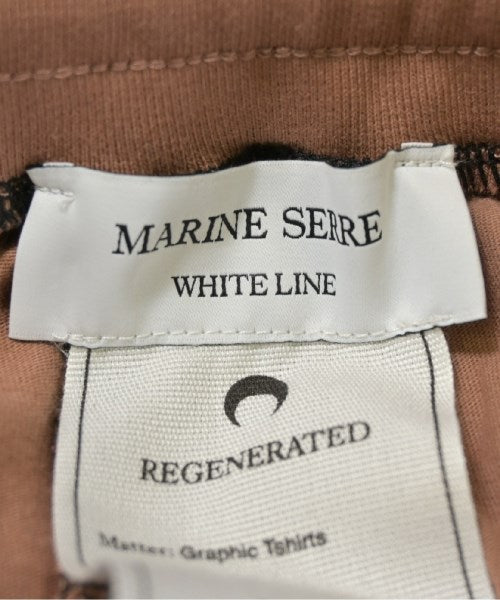 MARINE SERRE
WHITE LINE
REGENERATED
Matter: Graphic Tshirts